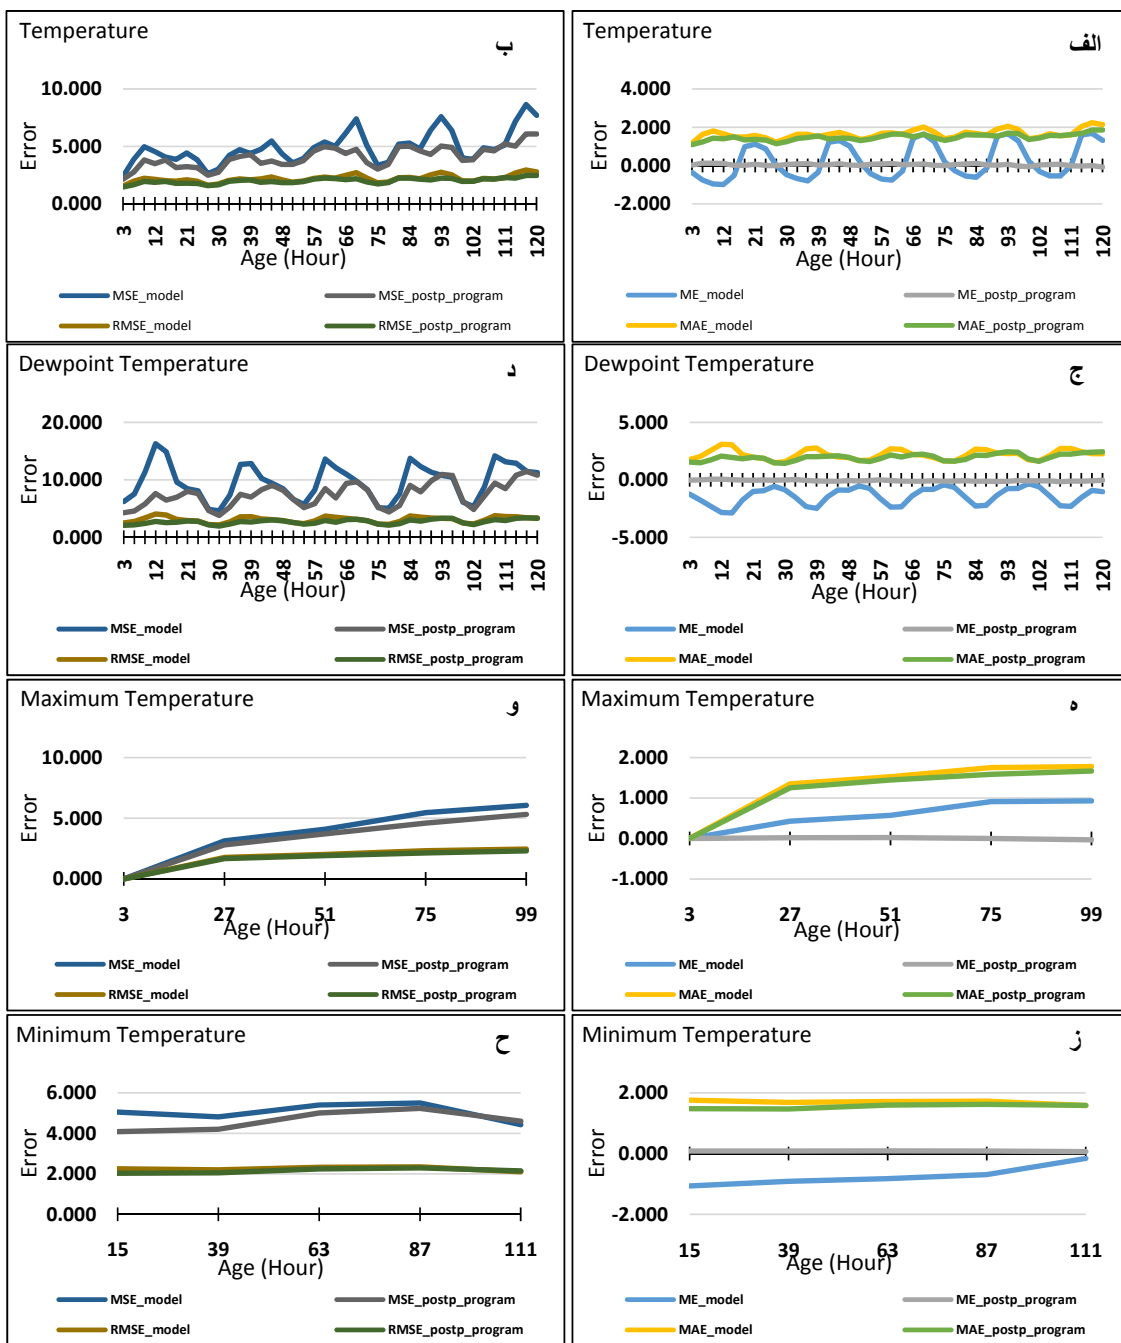 Temperature
ب
10.000
5.000
0.000
Error
3 12 21 30 39 48 57 66 75 84 93 102 111 120
Age (Hour)
MSE_model MSE_postp_program
RMSE_model RMSE_postp_program
Temperature
الف
4.000
2.000
0.000
-2.000
Error
3 12 21 30 39 48 57 66 75 84 93 102 111 120
Age (Hour)
ME_model ME_postp_program
MAE_model MAE_postp_program
Dewpoint Temperature
د
20.000
10.000
0.000
Error
3 12 21 30 39 48 57 66 75 84 93 102 111 120
Age (Hour)
MSE_model MSE_postp_program
RMSE_model RMSE_postp_program
Dewpoint Temperature
ج
5.000
0.000
-5.000
Error
3 12 21 30 39 48 57 66 75 84 93 102 111 120
Age (Hour)
ME_model ME_postp_program
MAE_model MAE_postp_program
Maximum Temperature
و
10.000
5.000
0.000
Error
3 27 51 75 99
Age (Hour)
MSE_model MSE_postp_program
RMSE_model RMSE_postp_program
Maximum Temperature
ه
2.000
1.000
0.000
-1.000
Error
3 27 51 75 99
Age (Hour)
ME_model ME_postp_program
MAE_model MAE_postp_program
Minimum Temperature
ح
6.000
4.000
2.000
0.000
Error
15 39 63 87 111
Age (Hour)
MSE_model MSE_postp_program
RMSE_model RMSE_postp_program
Minimum Temperature
ز
2.000
0.000
-2.000
Error
15 39 63 87 111
Age (Hour)
ME_model ME_postp_program
MAE_model MAE_postp_program